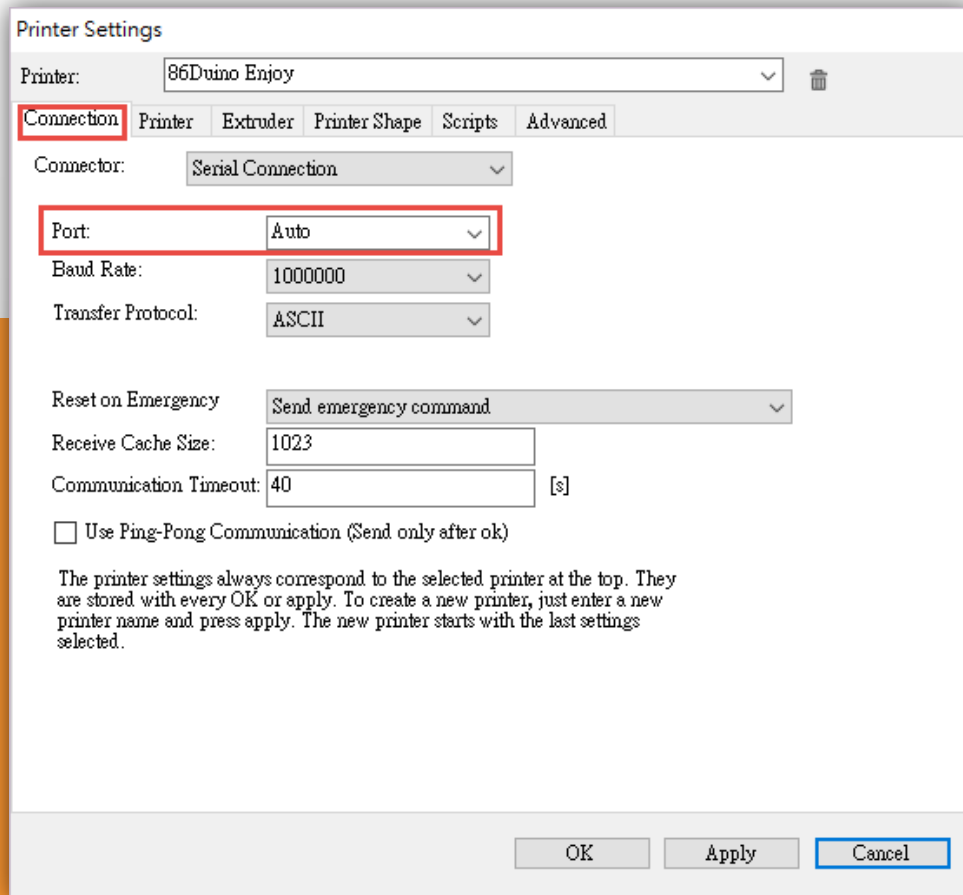 Printer Settings
Printer: 86Duino Enjoy
Connection Printer Extruder Printer Shape Scripts Advanced
Connector: Serial Connection
Port: Auto
Baud Rate: 1000000
Transfer Protocol: ASCII
Reset on Emergency Send emergency command
Receive Cache Size: 1023
Communication Timeout: 40 [s]
Use Ping-Pong Communication (Send only after ok)
The printer settings always correspond to the selected printer at the top. They
are stored with every OK or apply. To create a new printer, just enter a new
printer name and press apply. The new printer starts with the last settings
selected.
OK Apply Cancel